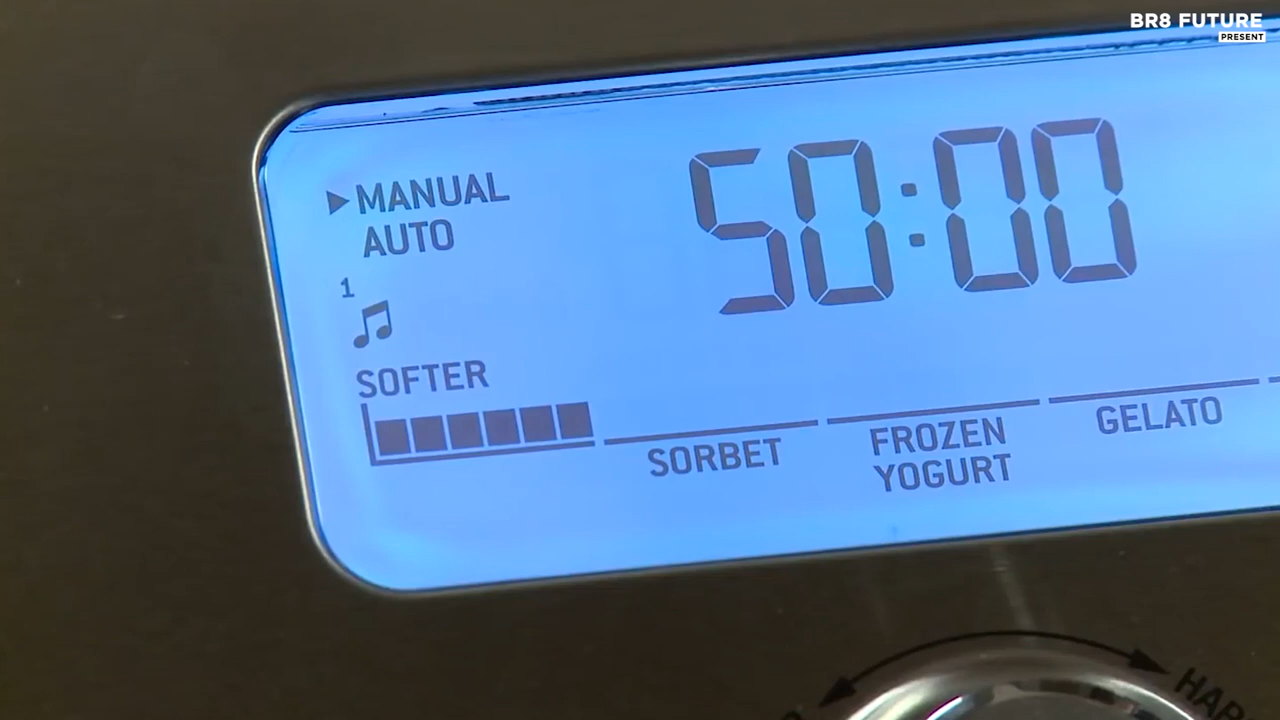 BR8 FUTURE
PRESENT
MANUAL
50:00
AUTO
1
SOFTER
SORBET
FROZEN
YOGURT
GELATO